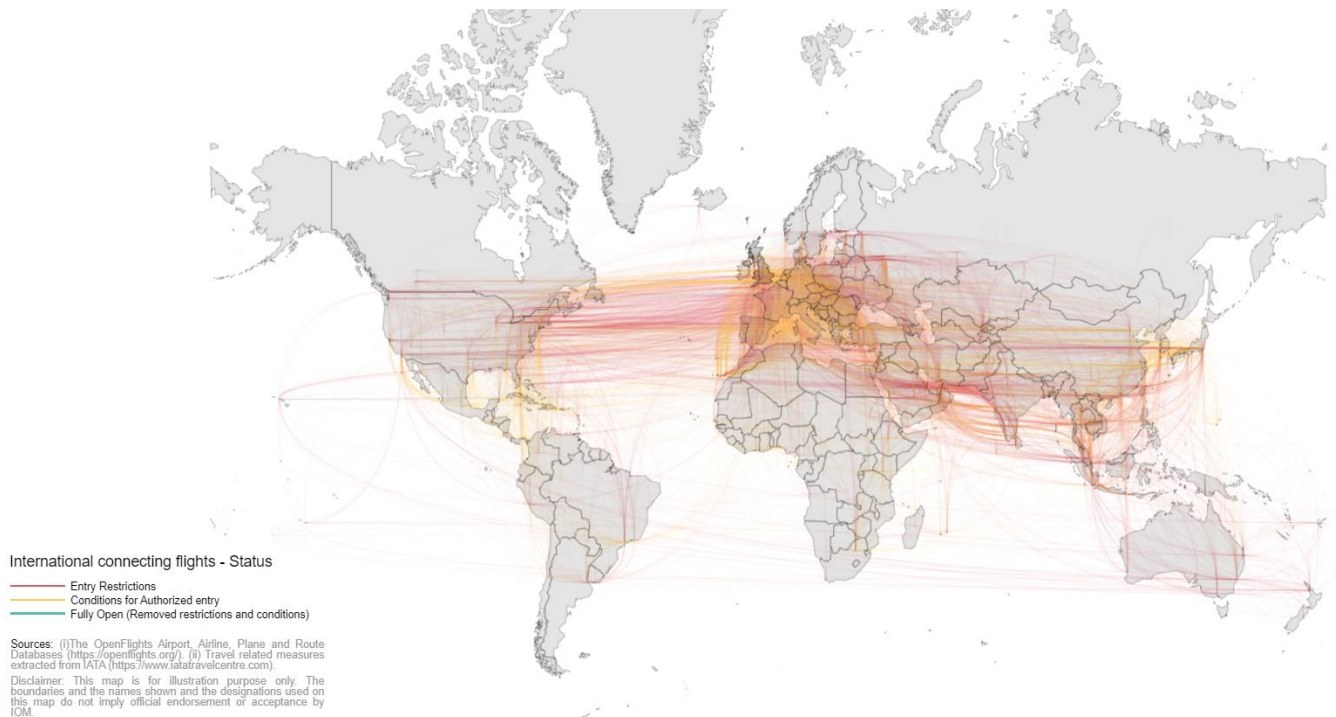 International connecting flights - Status
Entry Restrictions
Conditions for Authorized entry
Fully Open (Removed restrictions and conditions)
Sources: (i)The OpenFlights Airport, Airline, Plane and Route
Databases (https://openflights.org/). (ii) Travel related measures
extracted from IATA (https://www.iatatravelcentre.com).
Disclaimer: This map is for illustration purpose only. The
boundaries and the names shown and the designations used on
this map do not imply official endorsement or acceptance by
IOM.